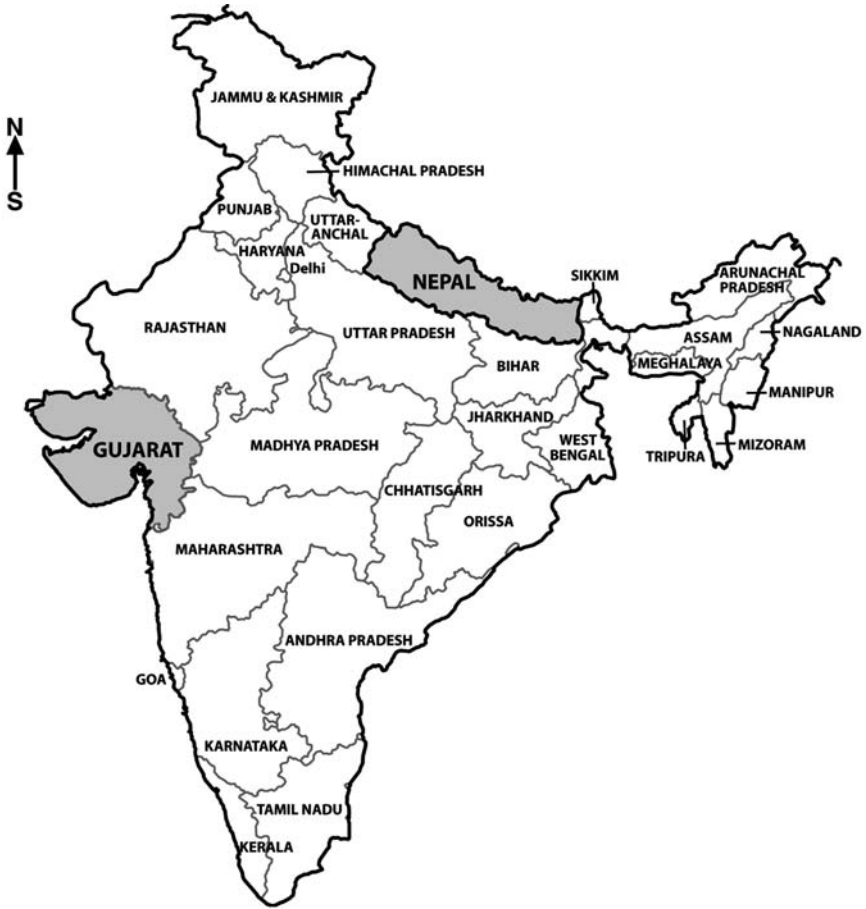 JAMMU & KASHMIR
N
S
HIMACHAL PRADESH
PUNJAB
UTTAR-
ANCHAL
HARYANA
Delhi
NEPAL
SIKKIM
ARUNACHAL
PRADESH
RAJASTHAN
UTTAR PRADESH
ASSAM
NAGALAND
BIHAR
MEGHALAYA
MANIPUR
JHARKHAND
GUJARAT
MADHYA PRADESH
WEST
BENGAL
TRIPURA
MIZORAM
CHHATISGARH
ORISSA
MAHARASHTRA
ANDHRA PRADESH
GOA
KARNATAKA
TAMIL NADU
KERALA